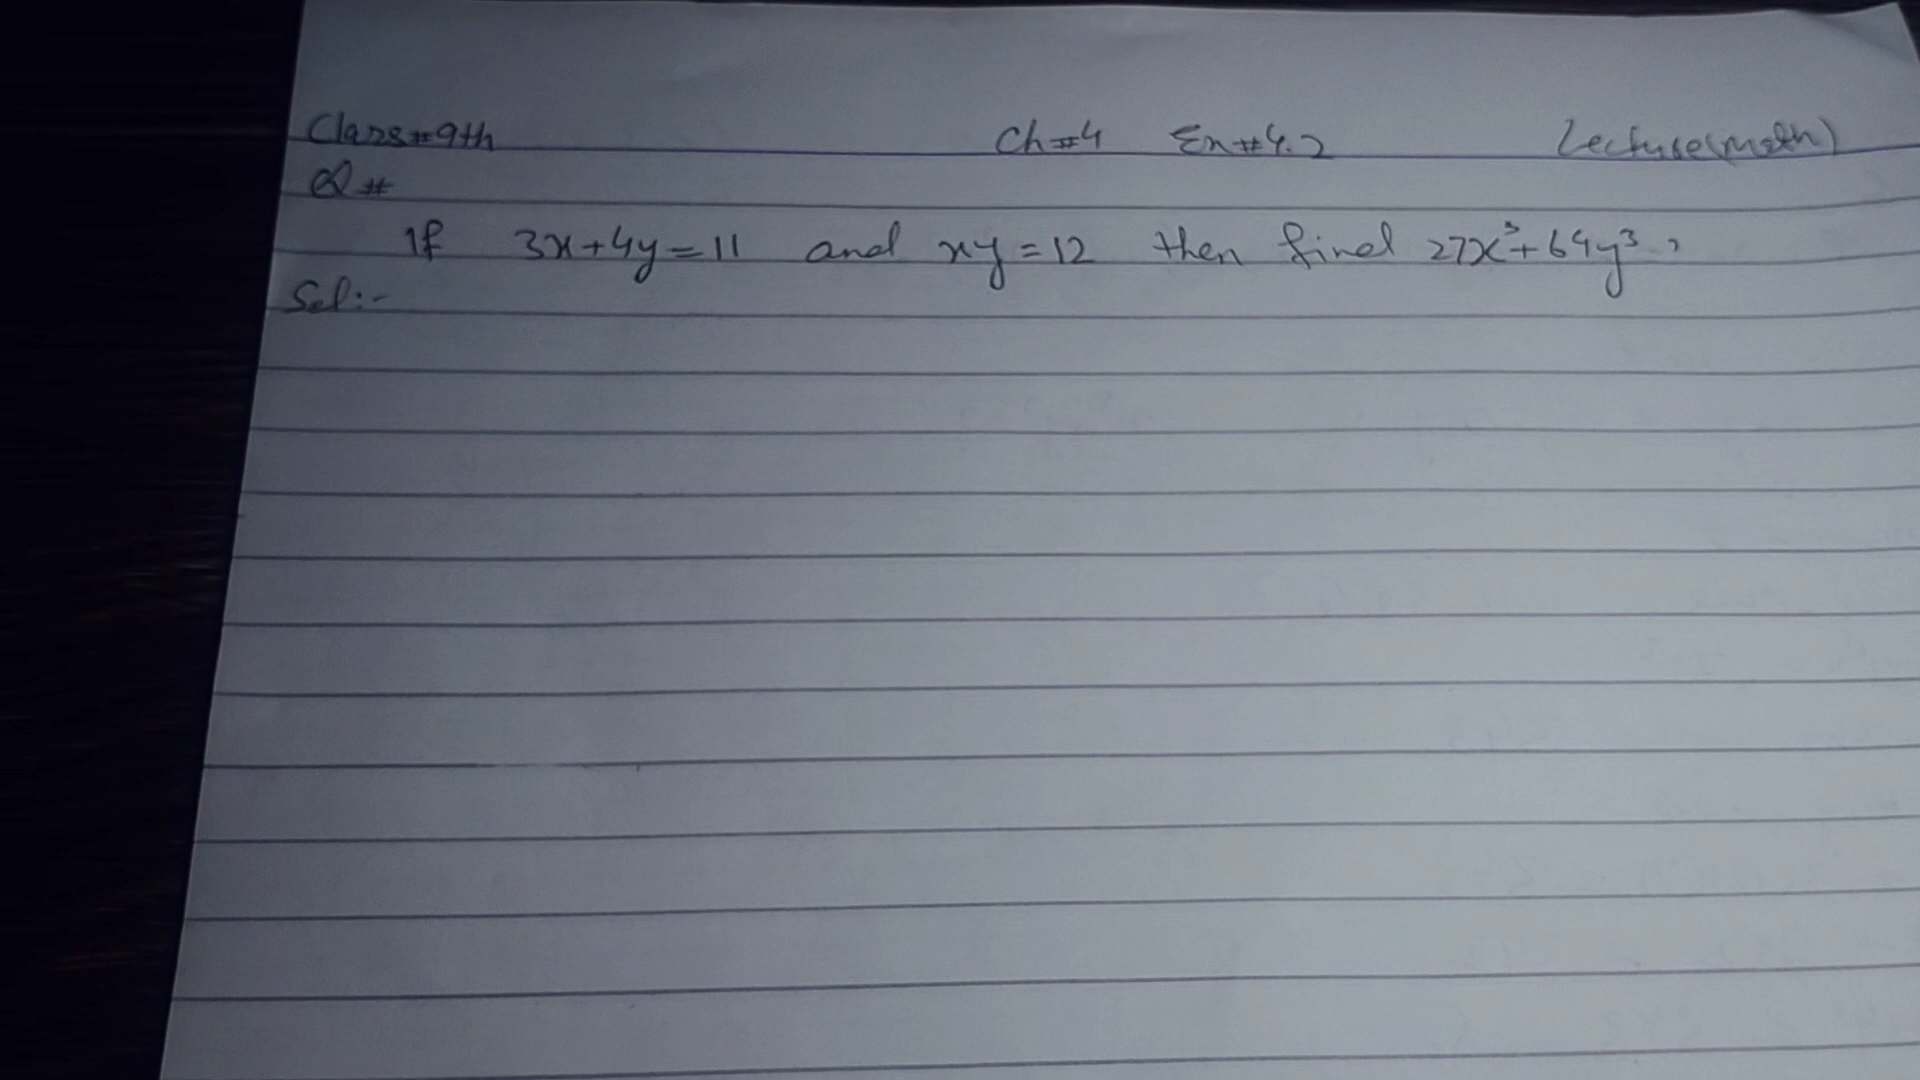 Class#9th Ch#4 Ex#4.2 Lecture(math)
Q#
If 3x+4y=11 and xy=12 then find 27x³+64y³?
Sol:-